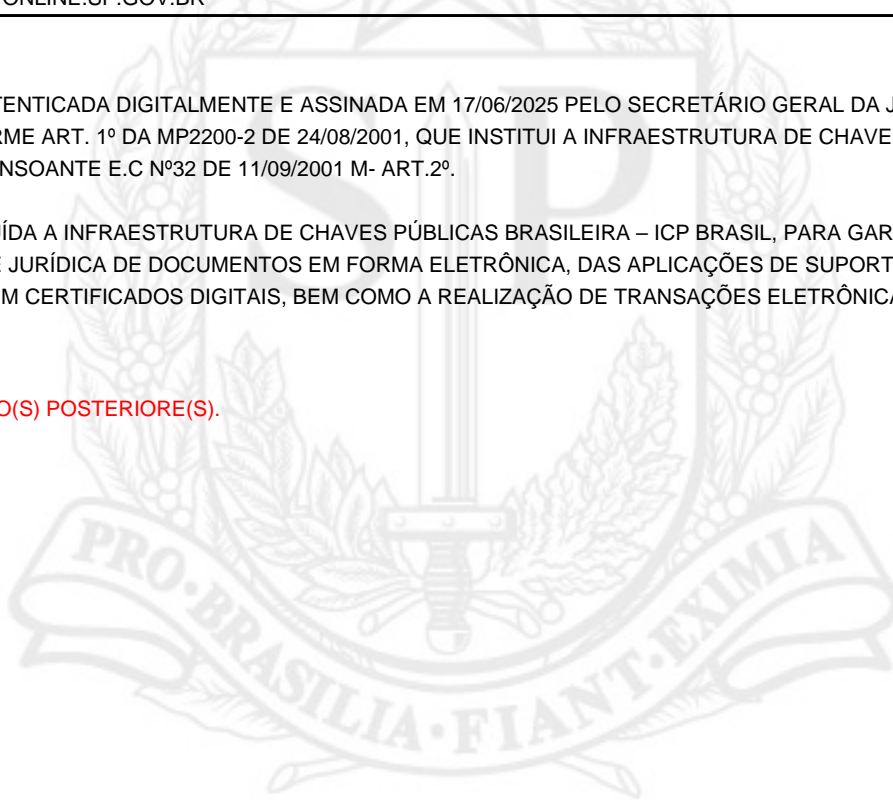 ONLINE.SP.GOV.BR
TENTICADA DIGITALMENTE E ASSINADA EM 17/06/2025 PELO SECRETÁRIO GERAL DA J
RME ART. 1º DA MP2200-2 DE 24/08/2001, QUE INSTITUI A INFRAESTRUTURA DE CHAVE
NSOANTE E.C Nº32 DE 11/09/2001 M- ART.2º.
UÍDA A INFRAESTRUTURA DE CHAVES PÚBLICAS BRASILEIRA – ICP BRASIL, PARA GAR
E JURÍDICA DE DOCUMENTOS EM FORMA ELETRÔNICA, DAS APLICAÇÕES DE SUPORT
M CERTIFICADOS DIGITAIS, BEM COMO A REALIZAÇÃO DE TRANSAÇÕES ELETRÔNICA
O(S) POSTERIORE(S).
SP
PRO·BRASILIA·FIANT·EXIMIA